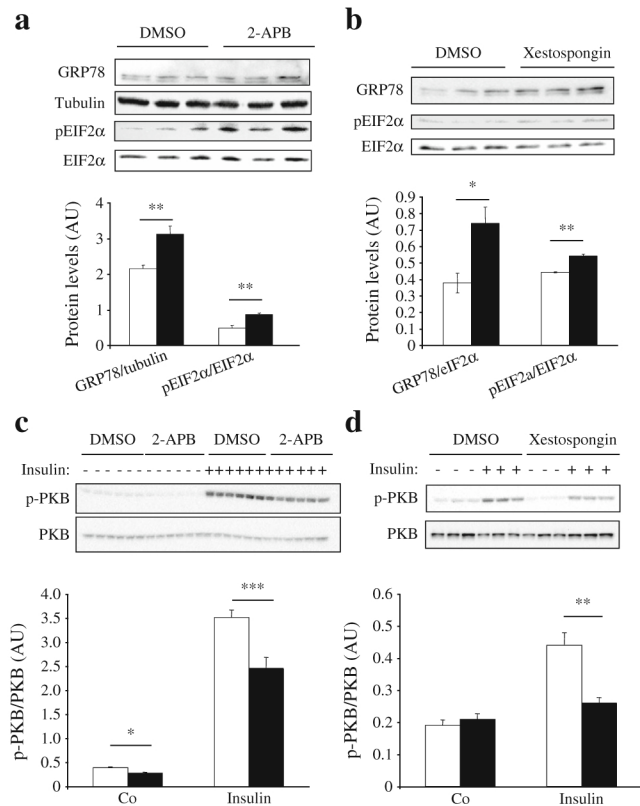 a
DMSO 2-APB
GRP78
Tubulin
pEIF2α
EIF2α
Protein levels (AU)
4
3
2
1
0
**
**
GRP78/tubulin
pEIF2α/EIF2α
b
DMSO Xestospongin
GRP78
pEIF2α
EIF2α
Protein levels (AU)
0.9
0.8
0.7
0.6
0.5
0.4
0.3
0.2
0.1
0
*
**
GRP78/eIF2α
pEIF2a/EIF2α
c
DMSO 2-APB DMSO 2-APB
Insulin: - - - - - - - - - - - - + + + + + + + + + + + + + +
p-PKB
PKB
p-PKB/PKB (AU)
4.0
3.5
3.0
2.5
2.0
1.5
1.0
0.5
0
*
***
Co Insulin
d
DMSO Xestospongin
Insulin: - - - + + + - - - + + +
p-PKB
PKB
p-PKB/PKB (AU)
0.6
0.5
0.4
0.3
0.2
0.1
0
**
Co Insulin